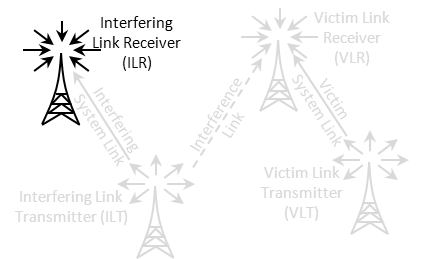 Interfering
Link Receiver
(ILR)
Victim Link
Receiver
(VLR)
Interfering
System Link
Interference
Link
Victim
System Link
Interfering Link
Transmitter (ILT)
Victim Link
Transmitter
(VLT)